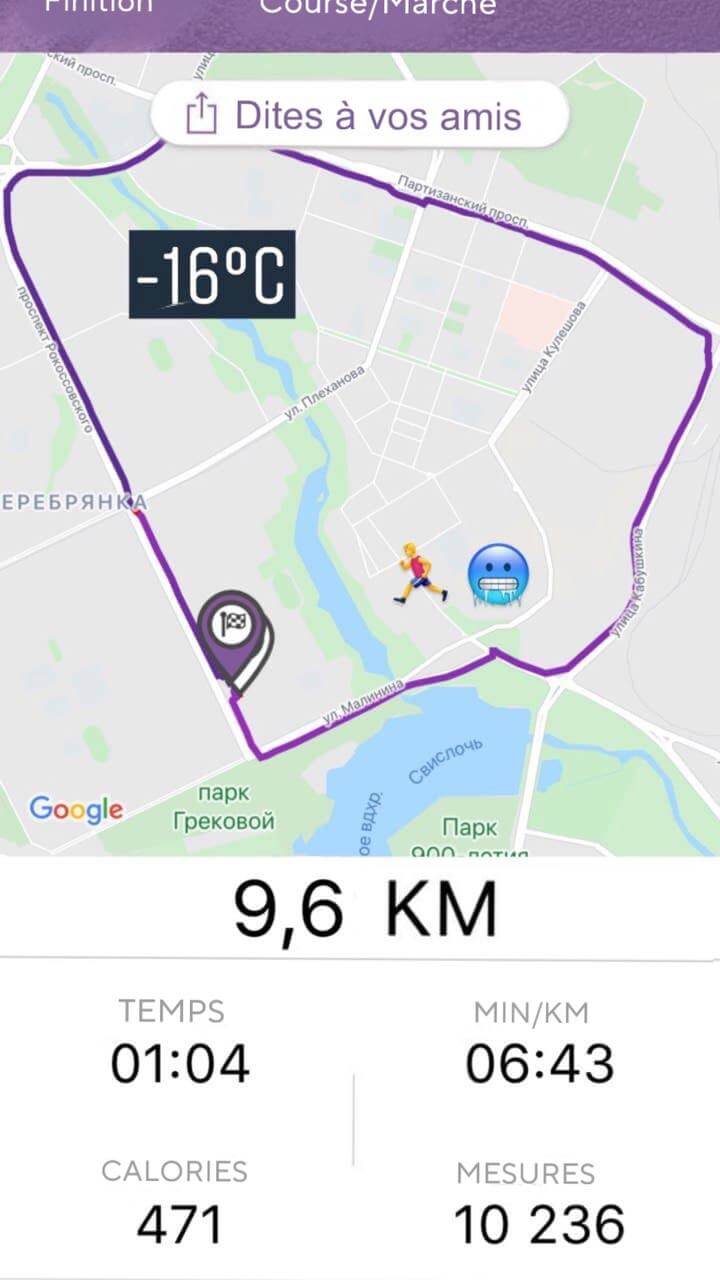 Finition Course/Marche
ский просп.
Dites à vos amis
Партизанский просп.
-16°C
проспект Рокоссовского
улица Кулешова
ул. Плеханова
ЕРЕБРЯНКА
улица Кабушкина
ул. Малинина
Свислочь
ое вдхр.
Google
парк
Грековой
Парк
900-летия
9,6 KM
TEMPS MIN/KM
01:04 06:43
CALORIES MESURES
471 10 236